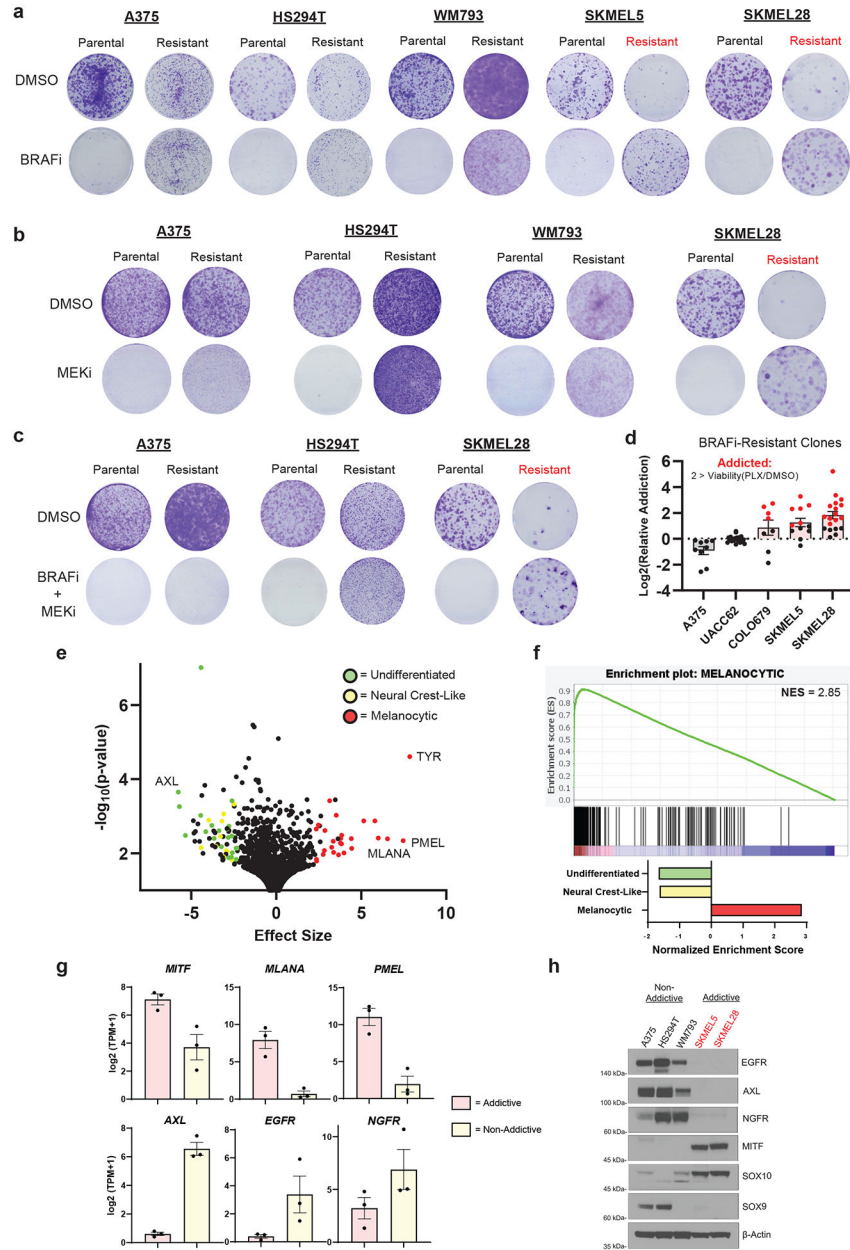 a
A375 HS294T WM793 SKMEL5 SKMEL28
Parental Resistant Parental Resistant Parental Resistant Parental Resistant Parental Resistant
DMSO
BRAFi
b
A375 HS294T WM793 SKMEL28
Parental Resistant Parental Resistant Parental Resistant Parental Resistant
DMSO
MEKi
c
A375 HS294T SKMEL28
Parental Resistant Parental Resistant Parental Resistant
DMSO
BRAFi
+
MEKi
d
BRAFi-Resistant Clones
Addicted:
2 > Viability(PLX/DMSO)
Log2(Relative Addiction)
6
4
2
0
-2
-4
A375
UACC62
COLO679
SKMEL5
SKMEL28
e
= Undifferentiated
= Neural Crest-Like
= Melanocytic
-log10(p-value)
6
4
2
TYR
AXL
PMEL
MLANA
-5 0 5 10
Effect Size
f
Enrichment plot: MELANOCYTIC
NES = 2.85
Enrichment score (ES)
0.9
0.8
0.7
0.6
0.5
0.4
0.3
0.2
0.1
0.0
Undifferentiated
Neural Crest-Like
Melanocytic
-2 -1 0 1 2 3
Normalized Enrichment Score
g
MITF MLANA PMEL
log2 (TPM+1)
8
6
4
2
0
15
10
5
0
15
10
5
0
= Addictive
= Non-Addictive
AXL EGFR NGFR
log2 (TPM+1)
8
6
4
2
0
8
6
4
2
0
10
5
0
h
Non-
Addictive Addictive
A375
HS294T
WM793
SKMEL5
SKMEL28
EGFR
140 kDa-
AXL
100 kDa-
NGFR
60 kDa-
MITF
45 kDa-
SOX10
45 kDa-
SOX9
60 kDa-
β-Actin
35 kDa-